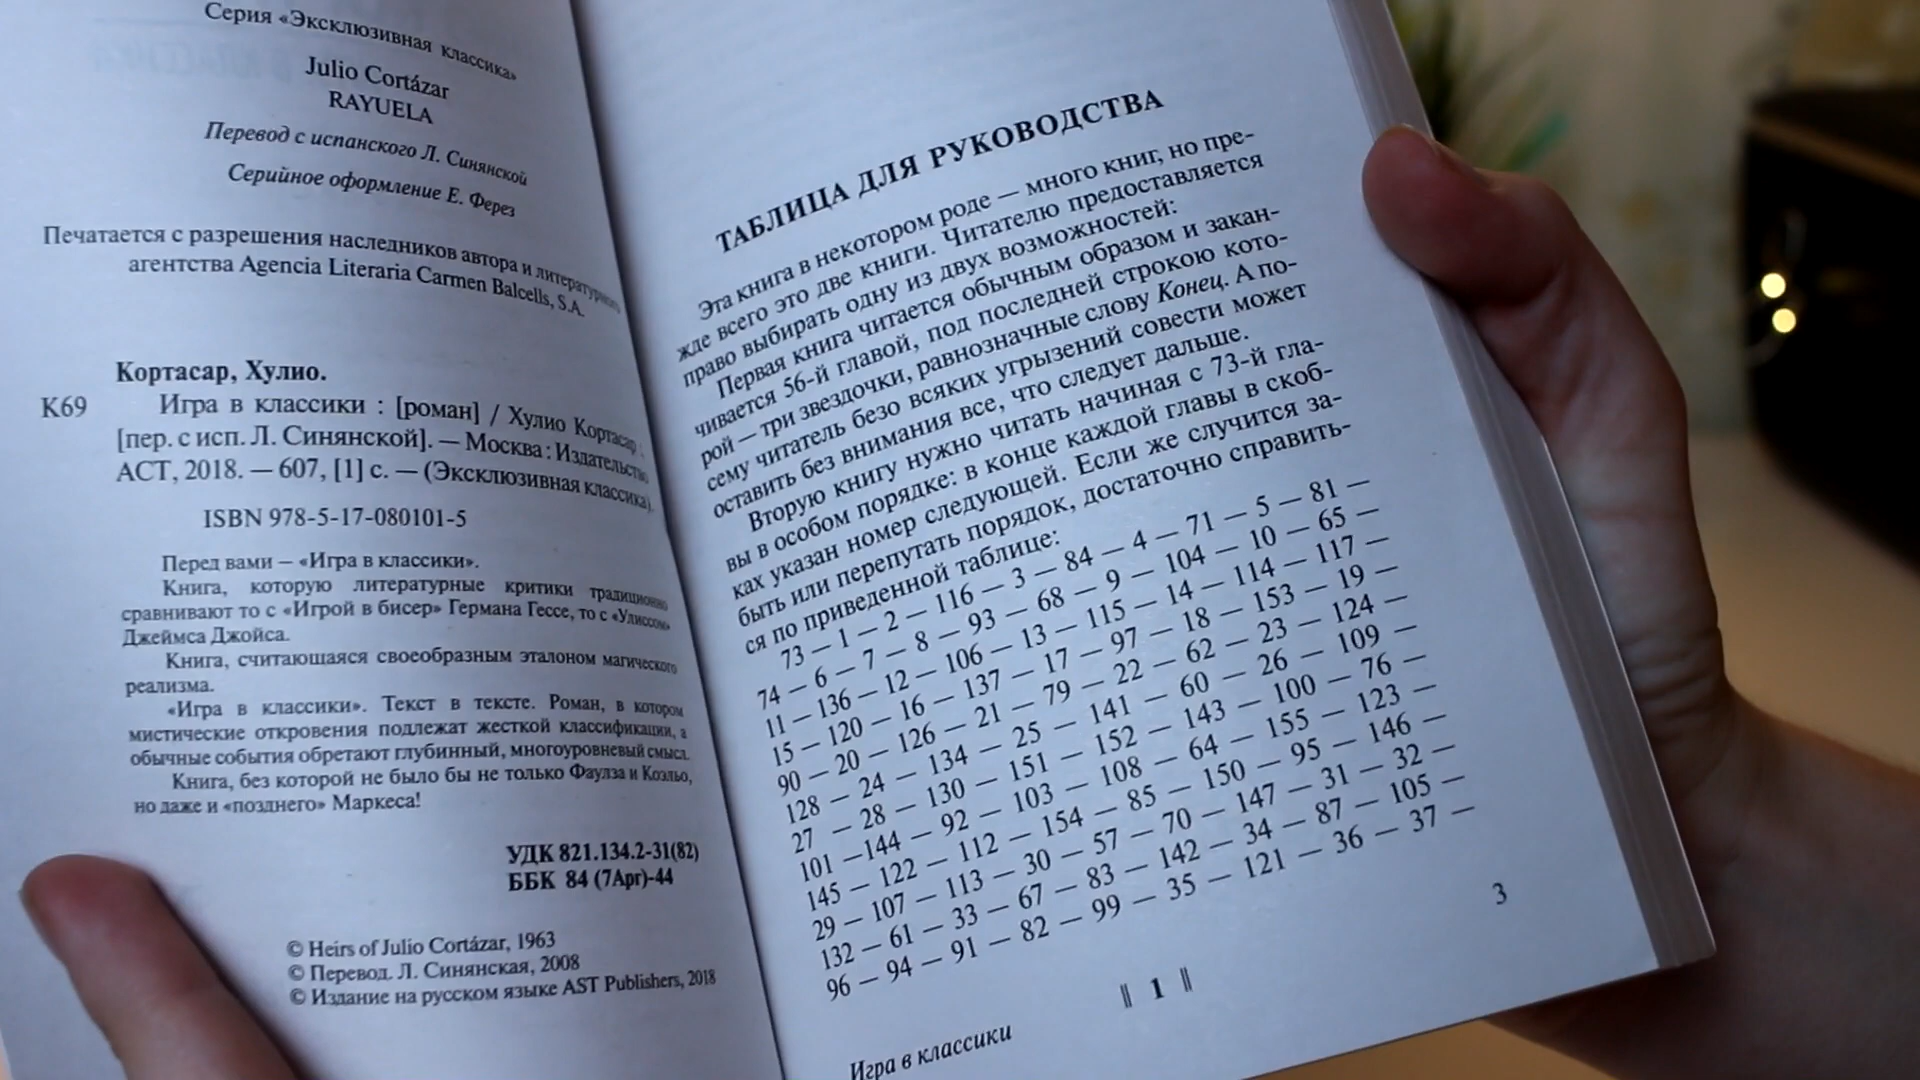 Серия «Эксклюзивная классика»
Julio Cortázar
RAYUELA
Перевод с испанского Л. Синянской
Серийное оформление Е. Ферез
Печатается с разрешения наследников автора и литературного
агентства Agencia Literaria Carmen Balcells, S.A.
Кортасар, Хулио.
К69 Игра в классики : [роман] / Хулио Кортасар ;
[пер. с исп. Л. Синянской]. — Москва : Издательство
АСТ, 2018. — 607, [1] с. — (Эксклюзивная классика).
ISBN 978-5-17-080101-5
Перед вами — «Игра в классики».
Книга, которую литературные критики традиционно
сравнивают то с «Игрой в бисер» Германа Гессе, то с «Улиссом»
Джеймса Джойса.
Книга, считающаяся своеобразным эталоном магического
реализма.
«Игра в классики». Текст в тексте. Роман, в котором
мистические откровения подлежат жесткой классификации, а
обычные события обретают глубинный, многоуровневый смысл.
Книга, без которой не было бы не только Фаулза и Коэльо,
но даже и «позднего» Маркеса!
УДК 821.134.2-31(82)
ББК 84 (7Арг)-44
© Heirs of Julio Cortázar, 1963
© Перевод. Л. Синянская, 2008
© Издание на русском языке AST Publishers, 2018
ТАБЛИЦА ДЛЯ РУКОВОДСТВА
Эта книга в некотором роде — много книг, но пре-
жде всего это две книги. Читателю предоставляется
право выбирать одну из двух возможностей:
Первая книга читается обычным образом и закан-
чивается 56-й главой, под последней строкою кото-
рой — три звездочки, равнозначные слову Конец. А по-
сему читатель безо всяких угрызений совести может
оставить без внимания все, что следует дальше.
Вторую книгу нужно читать начиная с 73-й гла-
вы в особом порядке: в конце каждой главы в скоб-
ках указан номер следующей. Если же случится за-
быть или перепутать порядок, достаточно справить-
ся по приведенной таблице:
73 — 1 — 2 — 116 — 3 — 84 — 4 — 71 — 5 — 81 —
74 — 6 — 7 — 8 — 93 — 68 — 9 — 104 — 10 — 65 —
11 — 136 — 12 — 106 — 13 — 115 — 14 — 114 — 117 —
15 — 120 — 16 — 137 — 17 — 97 — 18 — 153 — 19 —
90 — 20 — 126 — 21 — 79 — 22 — 62 — 23 — 124 —
128 — 24 — 134 — 25 — 141 — 60 — 26 — 109 —
27 — 28 — 130 — 151 — 152 — 143 — 100 — 76 —
101 —144 — 92 — 103 — 108 — 64 — 155 — 123 —
145 — 122 — 112 — 154 — 85 — 150 — 95 — 146 —
29 — 107 — 113 — 30 — 57 — 70 — 147 — 31 — 32 —
132 — 61 — 33 — 67 — 83 — 142 — 34 — 87 — 105 —
96 — 94 — 91 — 82 — 99 — 35 — 121 — 36 — 37 —
3
‖ 1 ‖
Игра в классики